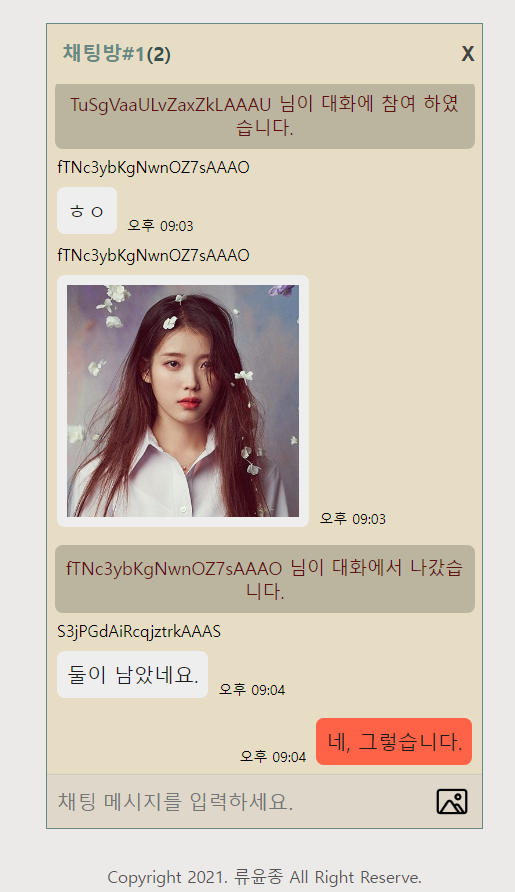 채팅방#1(2) X
TuSgVaaULvZaxZkLAAAU 님이 대화에 참여 하였
습니다.
fTNc3ybKgNwnOZ7sAAAO
ㅎㅇ 오후 09:03
fTNc3ybKgNwnOZ7sAAAO
오후 09:03
fTNc3ybKgNwnOZ7sAAAO 님이 대화에서 나갔습
니다.
S3jPGdAiRcqjztrkAAAS
둘이 남았네요. 오후 09:04
오후 09:04 네, 그렇습니다.
채팅 메시지를 입력하세요.
Copyright 2021. 류윤종 All Right Reserve.